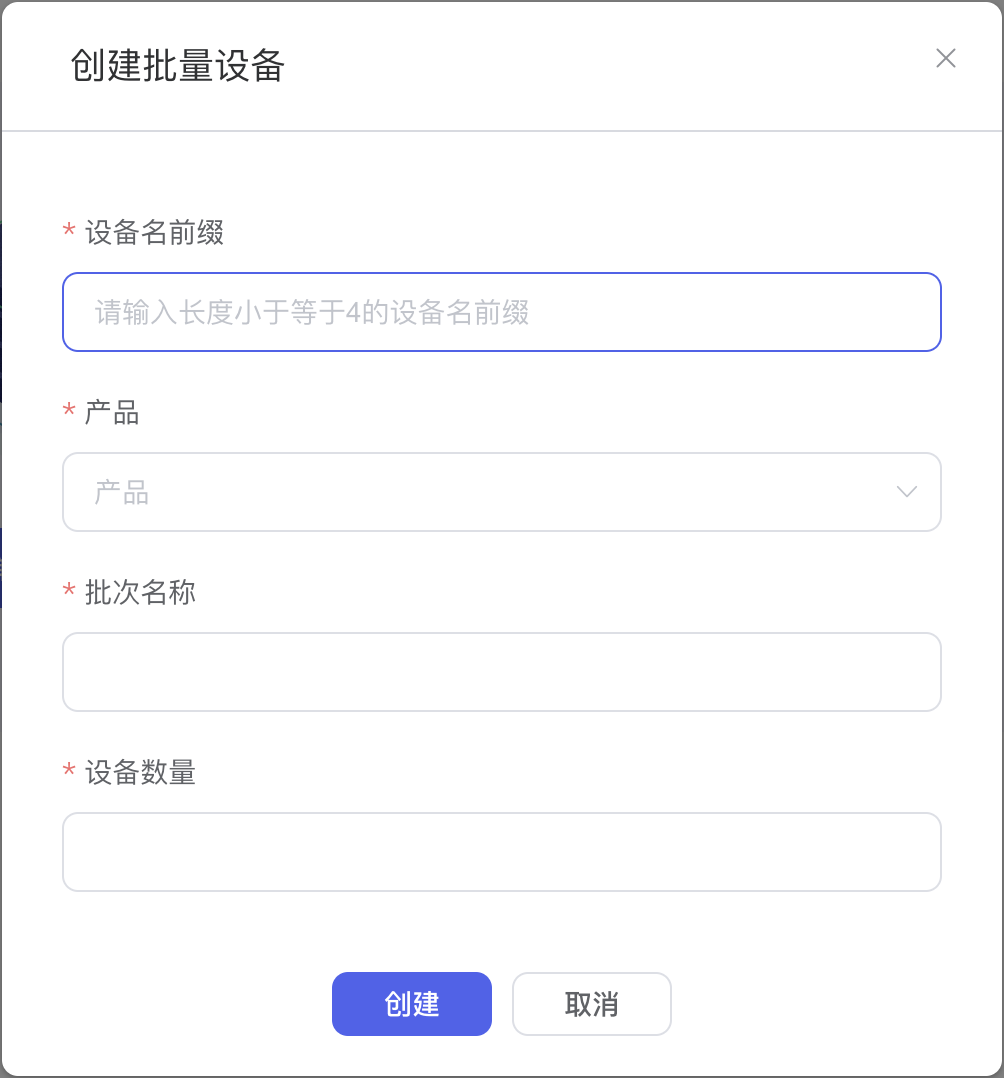 创建批量设备
* 设备名前缀
请输入长度小于等于4的设备名前缀
* 产品
产品
* 批次名称
* 设备数量
创建
取消